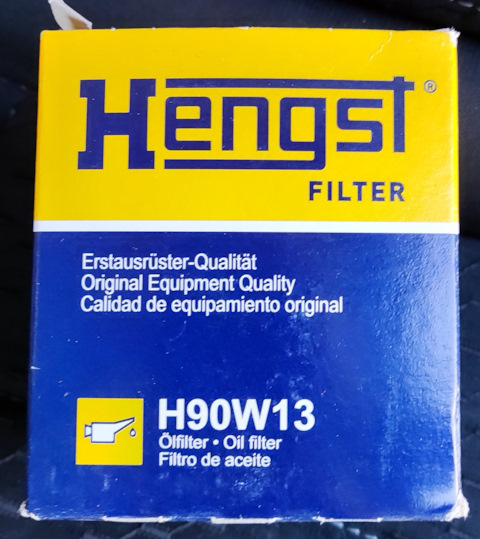 Hengst®
FILTER
Erstausrüster-Qualität
Original Equipment Quality
Calidad de equipamiento original
H90W13
Ölfilter • Oil filter
Filtro de aceite